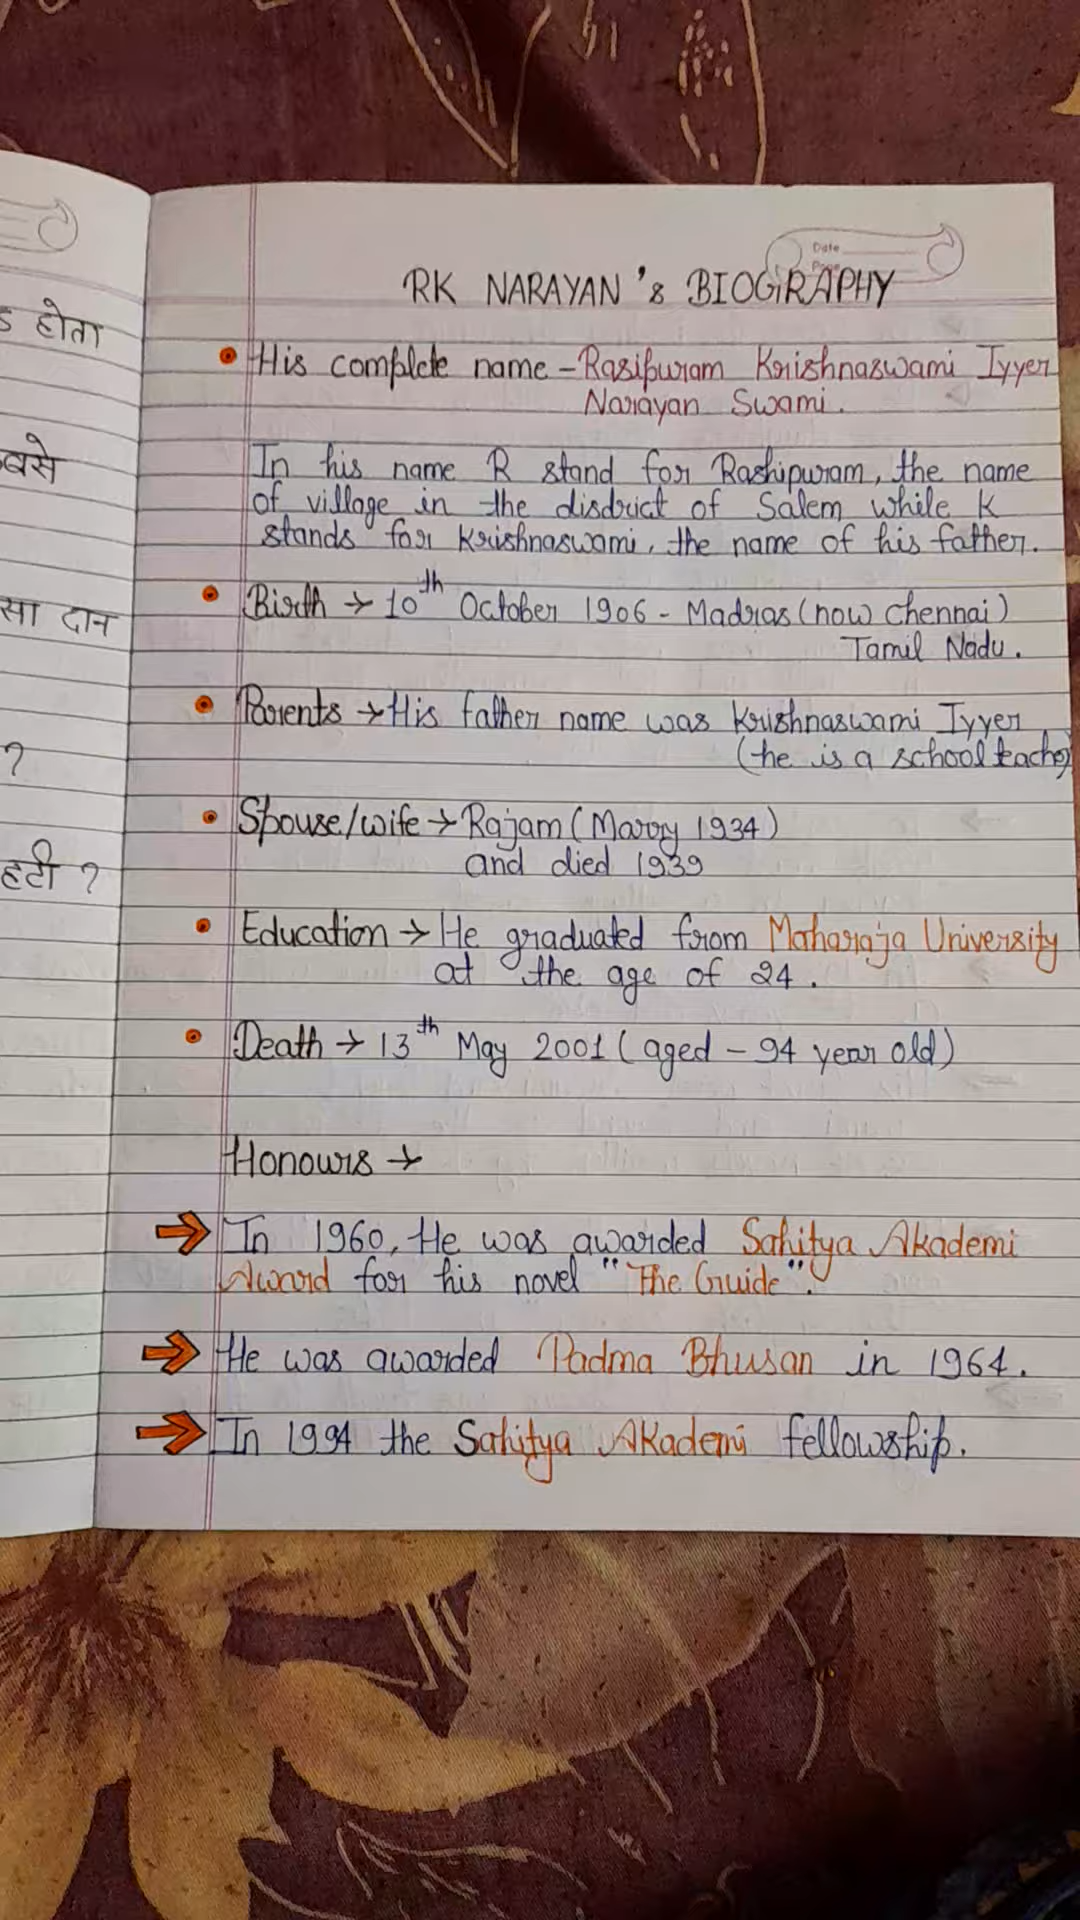 Date
RK NARAYAN's BIOGRAPHY
• His complete name - Rasipuram Krishnaswami Iyyer
Narayan Swami.
In his name R stand for Rashipuram, the name
of village in the disdrict of Salem while K
stands for Krishnaswami, the name of his father.
• Birth → 10th October 1906 - Madras (now chennai)
Tamil Nadu.
• Parents → His father name was Krishnaswami Iyyer
(he is a school teacher)
• Spouse/wife → Rajam (Marry 1934)
and died 1939
• Education → He graduated from Maharaja University
at the age of 24.
• Death → 13th May 2001 (aged - 94 year old)
Honours →
→ In 1960, He was awarded Sahitya Akademi
Award for his novel "The Guide".
→ He was awarded Padma Bhusan in 1964.
→ In 1994 the Sahitya Akademi fellowship.
होता
सा दान
?
हटी ?